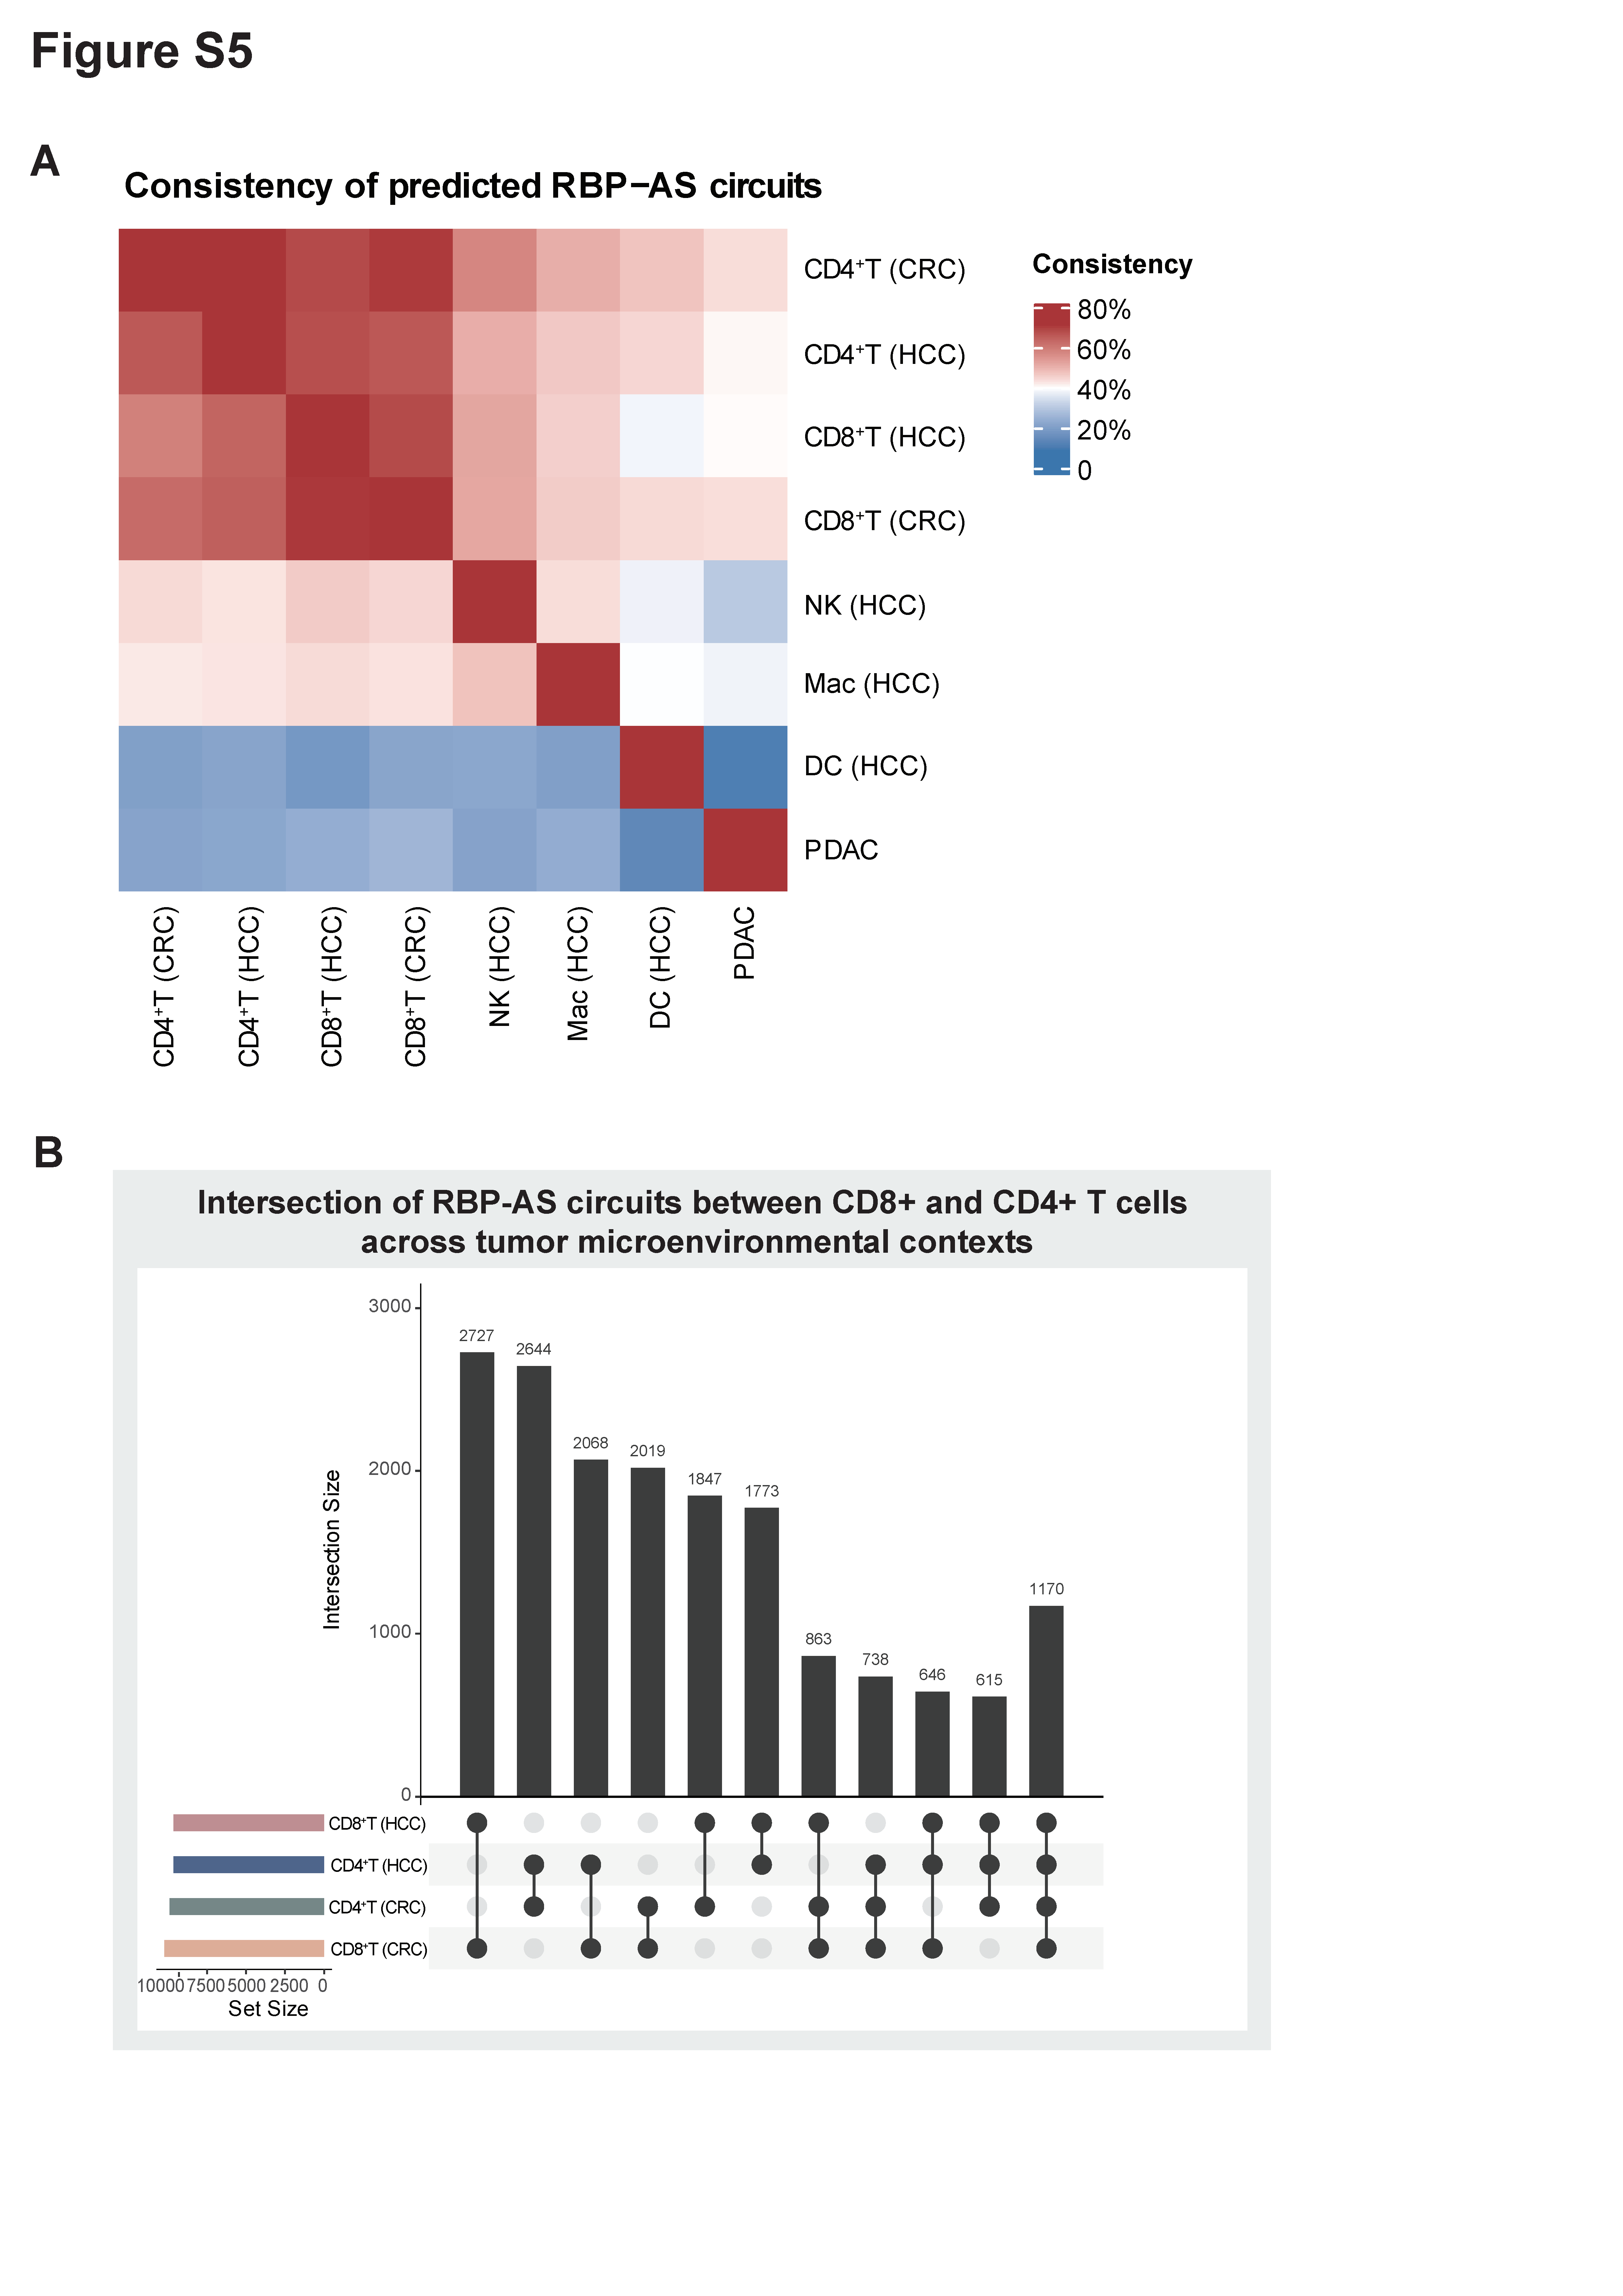 Figure S5
A
Consistency of predicted RBP−AS circuits
CD4+T (CRC)
CD4+T (HCC)
CD8+T (HCC)
CD8+T (CRC)
NK (HCC)
Mac (HCC)
DC (HCC)
PDAC
Consistency
80%
60%
40%
20%
0
CD4+T (CRC)
CD4+T (HCC)
CD8+T (HCC)
CD8+T (CRC)
NK (HCC)
Mac (HCC)
DC (HCC)
PDAC
B
Intersection of RBP-AS circuits between CD8+ and CD4+ T cells
across tumor microenvironmental contexts
Intersection Size
3000
2000
1000
0
2727
2644
2068
2019
1847
1773
863
738
646
615
1170
CD8+T (HCC)
CD4+T (HCC)
CD4+T (CRC)
CD8+T (CRC)
10000 7500 5000 2500 0
Set Size